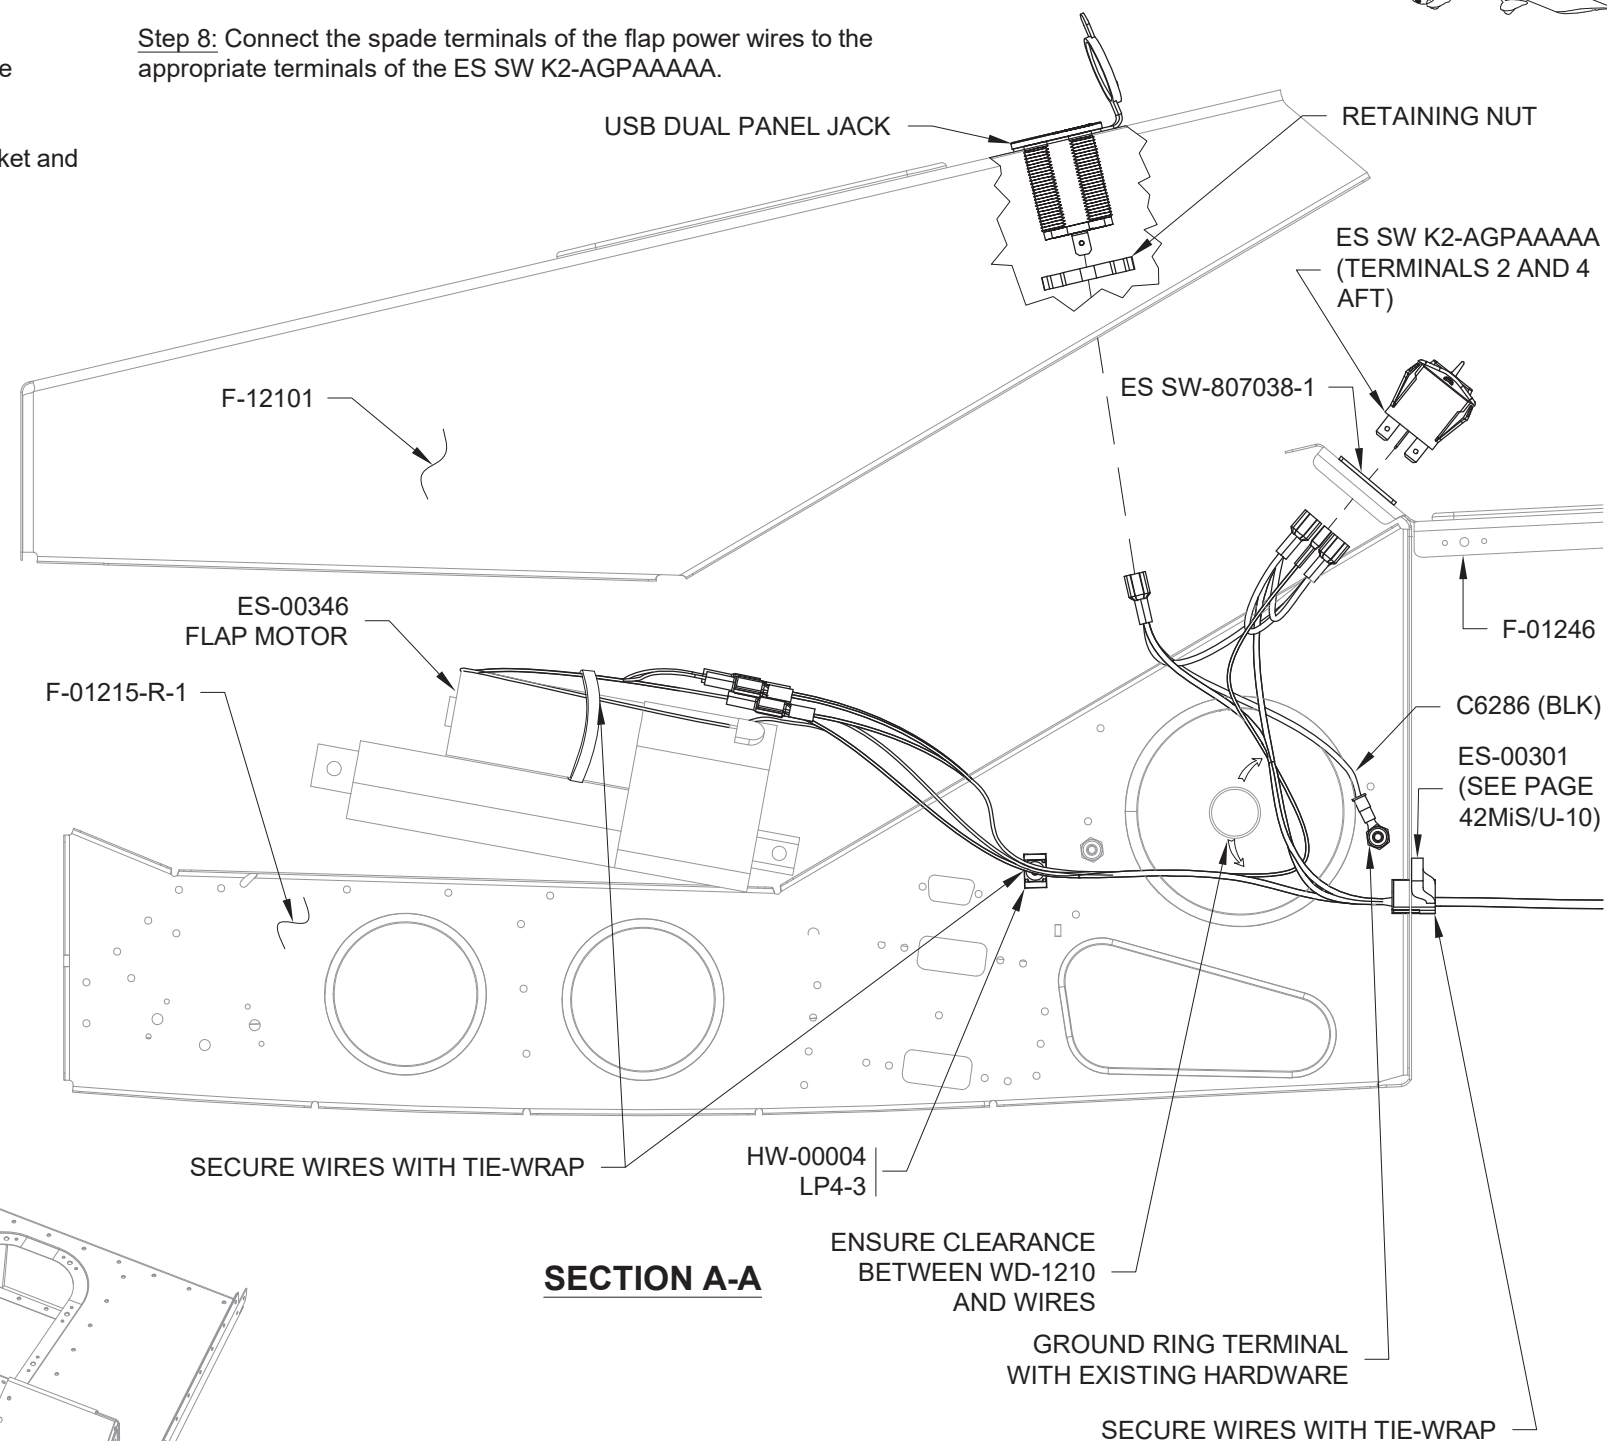 Step 8: Connect the spade terminals of the flap power wires to the
appropriate terminals of the ES SW K2-AGPAAAAA.
e
ket and
USB DUAL PANEL JACK
RETAINING NUT
ES SW K2-AGPAAAAA
(TERMINALS 2 AND 4
AFT)
F-12101
ES SW-807038-1
ES-00346
FLAP MOTOR
F-01246
F-01215-R-1
C6286 (BLK)
ES-00301
(SEE PAGE
42MiS/U-10)
SECURE WIRES WITH TIE-WRAP
HW-00004
LP4-3
SECTION A-A
ENSURE CLEARANCE
BETWEEN WD-1210
AND WIRES
GROUND RING TERMINAL
WITH EXISTING HARDWARE
SECURE WIRES WITH TIE-WRAP